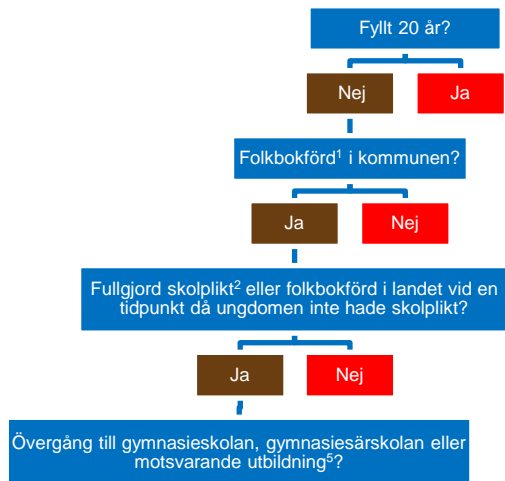 Fyllt 20 år?
Nej
Ja
Folkbokförd¹ i kommunen?
Ja
Nej
Fullgjord skolplikt² eller folkbokförd i landet vid en
tidpunkt då ungdomen inte hade skolplikt?
Ja
Nej
Övergång till gymnasieskolan, gymnasiesärskolan eller
motsvarande utbildning⁵?